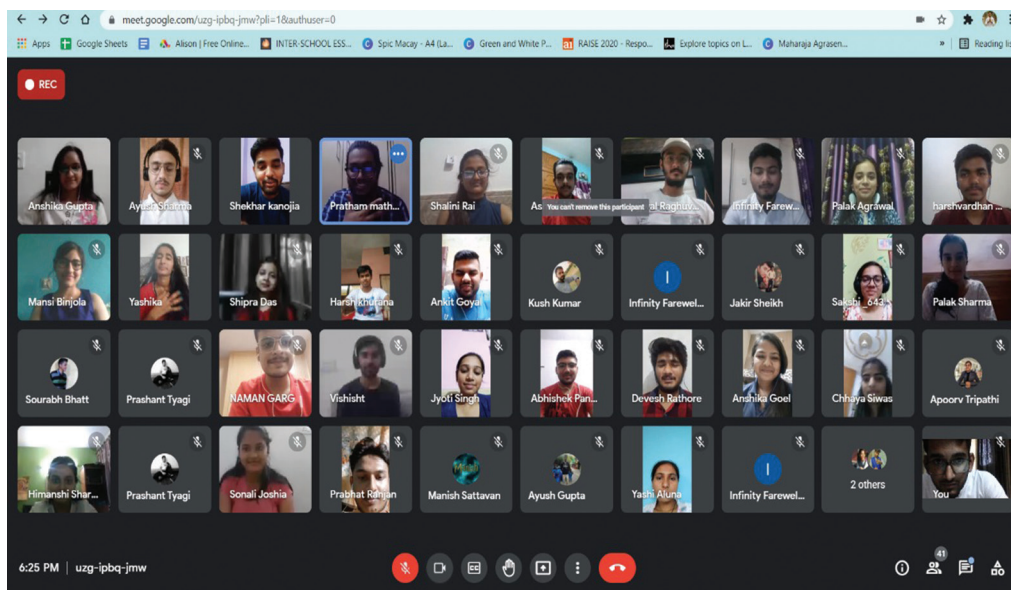 meet.google.com/uzg-ipbq-jmw?pli=1&authuser=0
Apps Google Sheets Alison | Free Online... INTER-SCHOOL ESS... Spic Macay - A4 (La... Green and White P... RAISE 2020 - Respo... Explore topics on L... Maharaja Agrasen... » Reading lis
REC
Anshika Gupta Ayush Sharma Shekhar kanojia Pratham math... Shalini Rai As You can't remove this participant al Raghuv... Infinity Farew... Palak Agrawal harshvardhan ...
Mansi Binjola Yashika Shipra Das Harsh khurana Ankit Goyal Kush Kumar Infinity Farewel... Jakir Sheikh Sakshi _643 Palak Sharma
Sourabh Bhatt Prashant Tyagi NAMAN GARG Vishisht Jyoti Singh Abhishek Pan... Devesh Rathore Anshika Goel Chhaya Siwas Apoorv Tripathi
I
I
Himanshi Shar... Prashant Tyagi Sonali Joshia Prabhat Ranjan Manish Sattavan Ayush Gupta Yashi Aluna Infinity Farewel... 2 others You
41
6:25 PM | uzg-ipbq-jmw